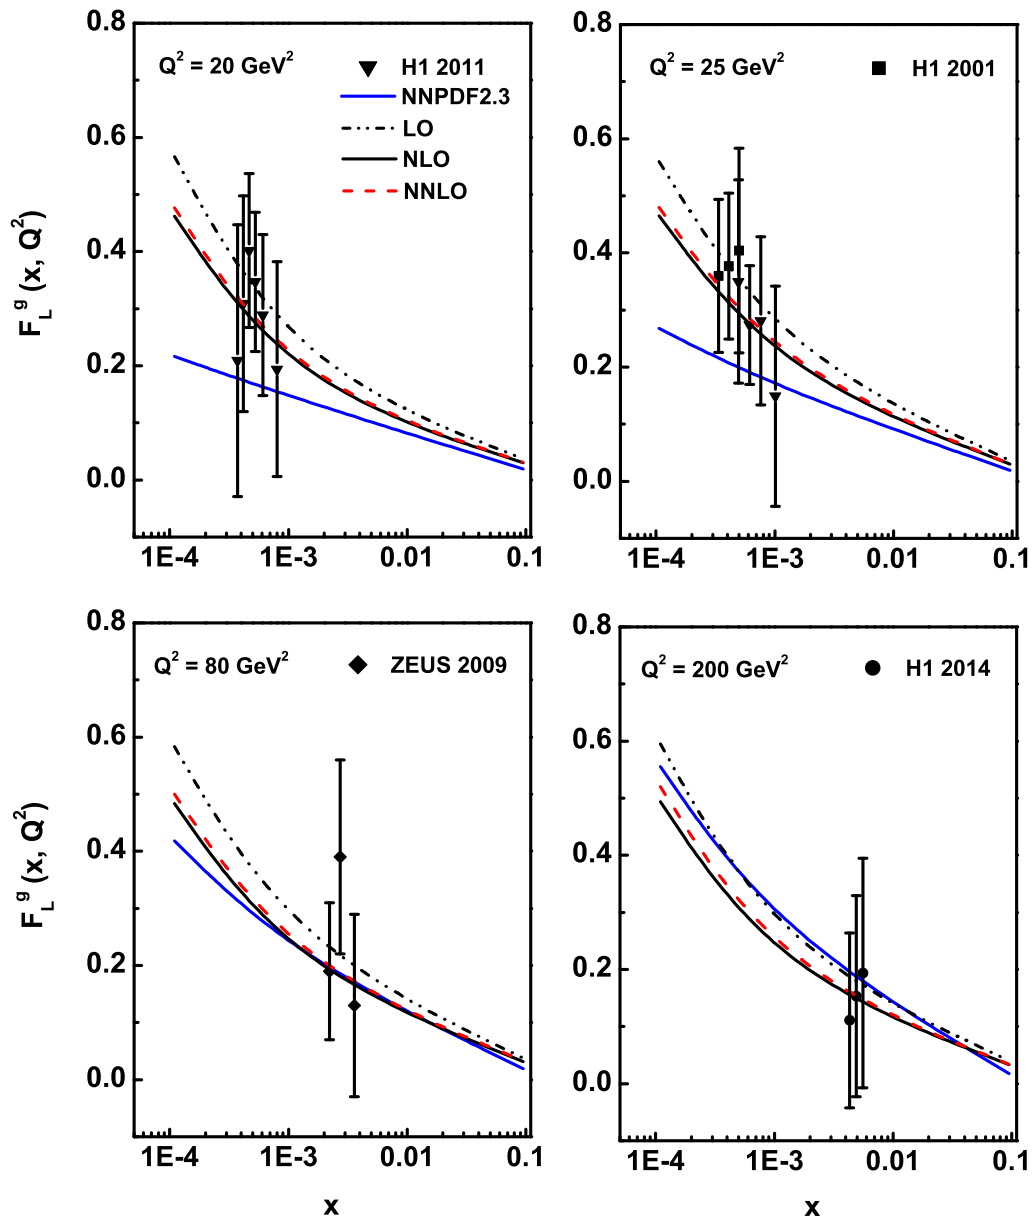 Q² = 20 GeV²
H1 2011
NNPDF2.3
LO
NLO
NNLO
0.8
0.6
0.4
0.2
0.0
F_L^g (x, Q²)
1E-4 1E-3 0.01 0.1
Q² = 25 GeV²
H1 2001
0.8
0.6
0.4
0.2
0.0
1E-4 1E-3 0.01 0.1
Q² = 80 GeV²
ZEUS 2009
0.8
0.6
0.4
0.2
0.0
F_L^g (x, Q²)
1E-4 1E-3 0.01 0.1
x
Q² = 200 GeV²
H1 2014
0.8
0.6
0.4
0.2
0.0
1E-4 1E-3 0.01 0.1
x